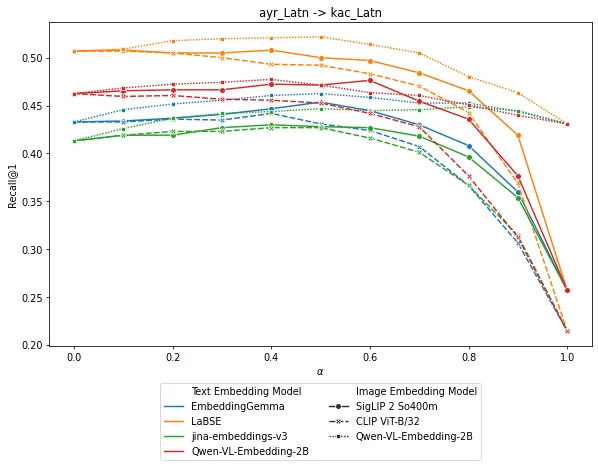 ayr_Latn -> kac_Latn
Recall@1
0.50
0.45
0.40
0.35
0.30
0.25
0.20
0.0
0.2
0.4
0.6
0.8
1.0
α
Text Embedding Model
EmbeddingGemma
LaBSE
jina-embeddings-v3
Qwen-VL-Embedding-2B
Image Embedding Model
SigLIP 2 So400m
CLIP ViT-B/32
Qwen-VL-Embedding-2B